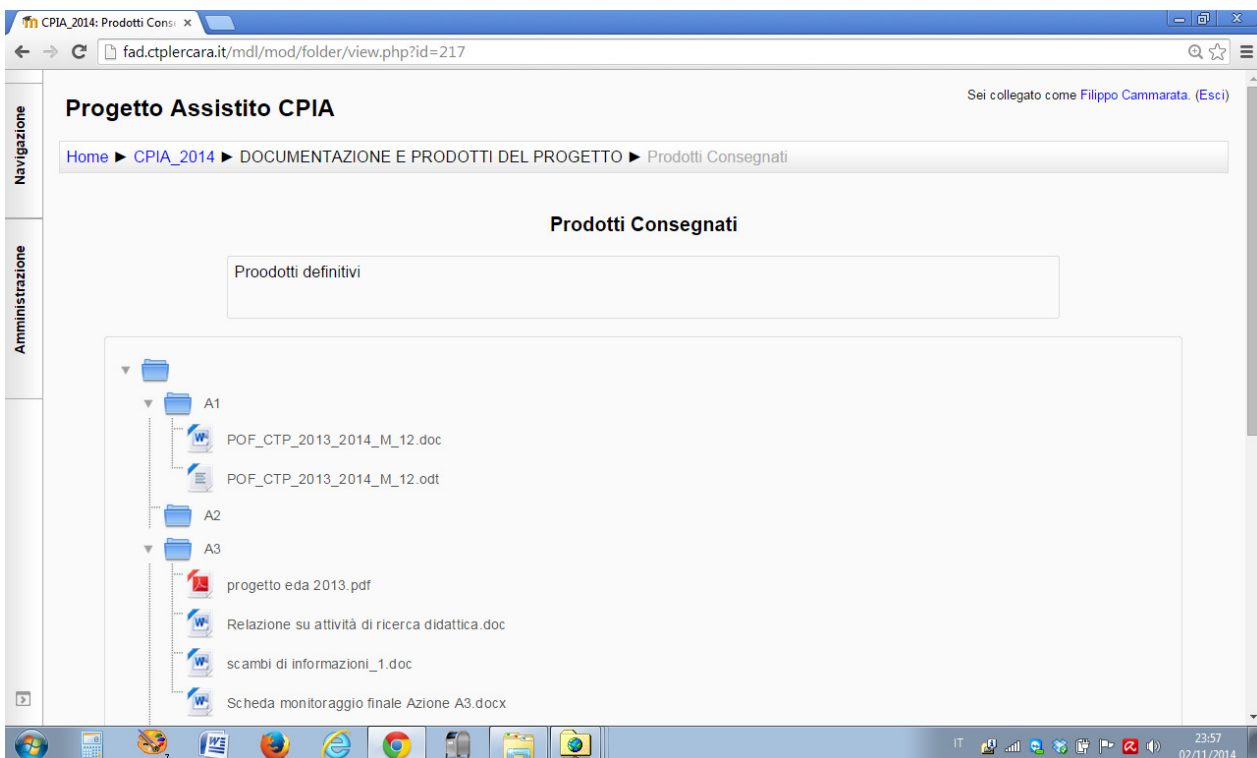 CPIA_2014: Prodotti Cons
fad.ctplercara.it/mdl/mod/folder/view.php?id=217
Sei collegato come Filippo Cammarata. (Esci)
Progetto Assistito CPIA
Navigazione
Home ► CPIA_2014 ► DOCUMENTAZIONE E PRODOTTI DEL PROGETTO ► Prodotti Consegnati
Prodotti Consegnati
Amministrazione
Proodotti definitivi
A1
POF_CTP_2013_2014_M_12.doc
POF_CTP_2013_2014_M_12.odt
A2
A3
progetto eda 2013.pdf
Relazione su attività di ricerca didattica.doc
scambi di informazioni_1.doc
Scheda monitoraggio finale Azione A3.docx
IT
23:57
02/11/2014